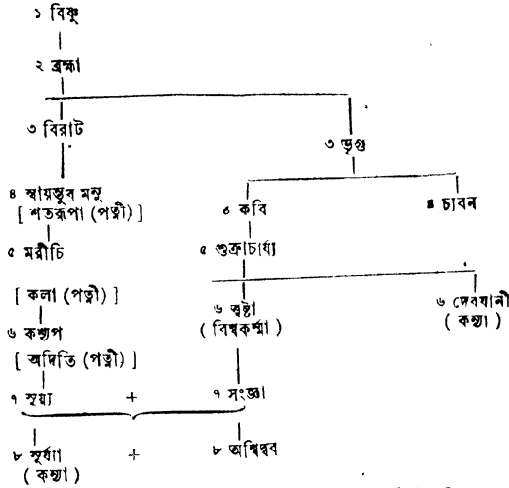 ১ বিষ্ণু
২ ব্রহ্মা
৩ বিরাট
৩ ভৃগু
৪ স্বায়ম্ভুব মনু
[ শতরূপা (পত্নী) ]
৪ কবি
৪ চ্যবন
৫ মরীচি
৫ শুক্রাচার্য্য
[ কলা (পত্নী) ]
৬ ত্বষ্টা
(বিশ্বকর্ম্মা)
৬ দেবযানী
(কন্যা)
৬ কশ্যপ
[ অদিতি (পত্নী) ]
৭ সূর্য্য + ৭ সংজ্ঞা
৮ সূর্য্যা + ৮ অশ্বিদ্বব
(কন্যা)